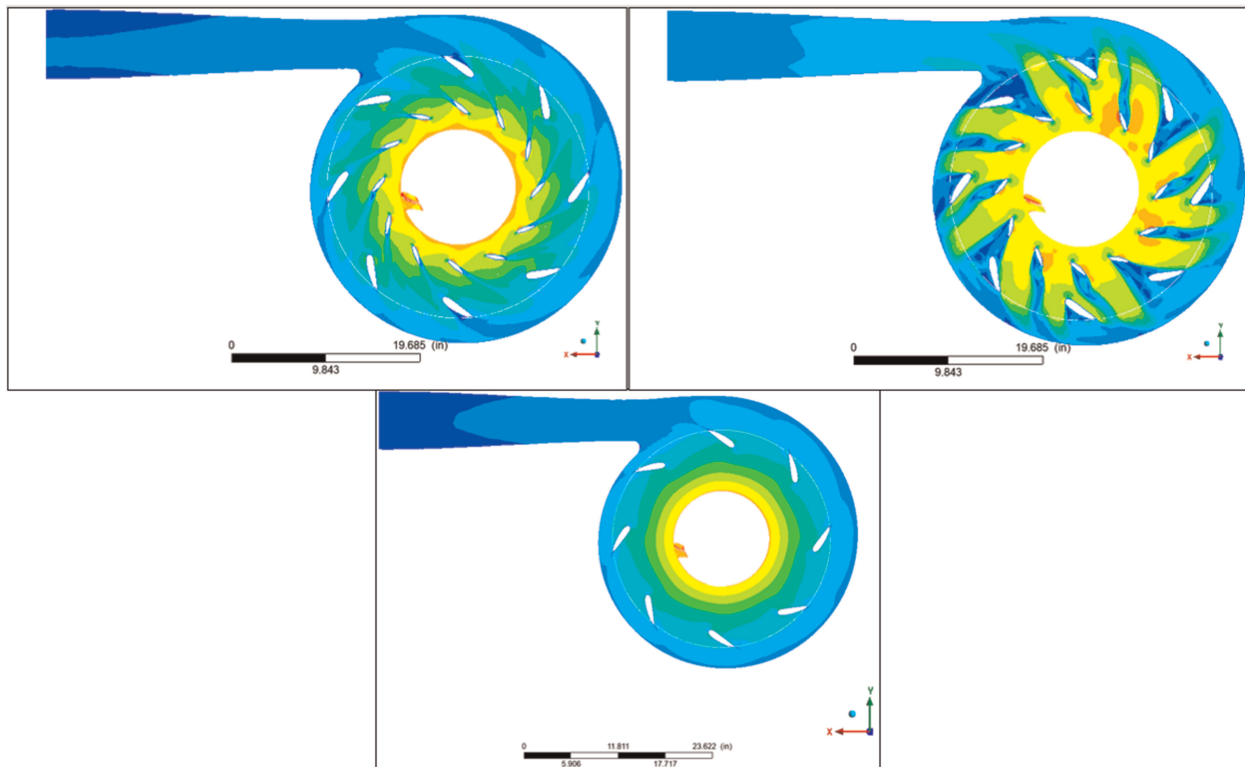 0 19.685 (in)
9.843
Y
X
0 19.685 (in)
9.843
Y
X
Y
X
0 11.811 23.622 (in)
5.906 17.717